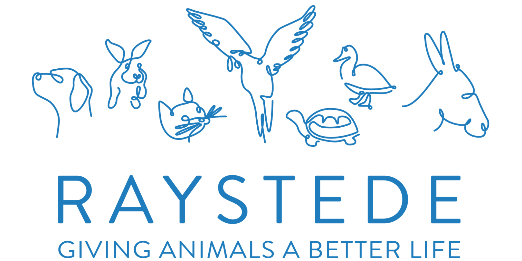 RAYSTEDE
GIVING ANIMALS A BETTER LIFE